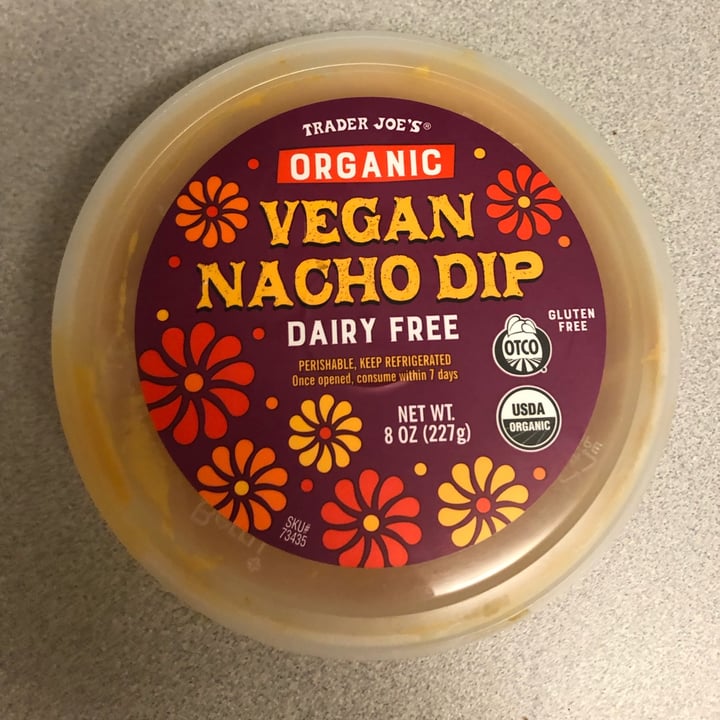 TRADER JOE'S®
ORGANIC
VEGAN
NACHO DIP
DAIRY FREE
PERISHABLE, KEEP REFRIGERATED
Once opened, consume within 7 days
NET WT.
8 OZ (227g)
GLUTEN
FREE
OTCO
USDA
ORGANIC
SKU#
73435